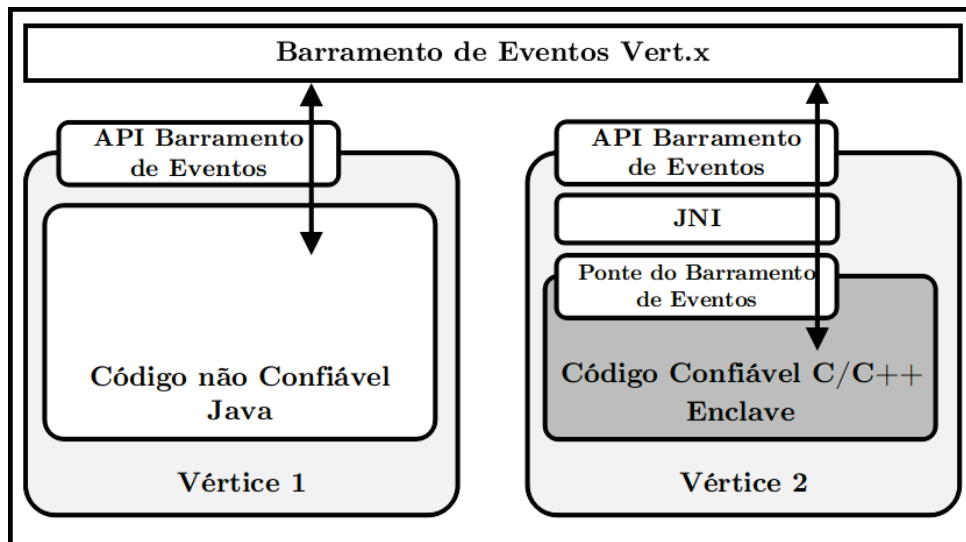 Barramento de Eventos Vert.x
API Barramento
de Eventos
Código não Confiável
Java
Vértice 1
API Barramento
de Eventos
JNI
Ponte do Barramento
de Eventos
Código Confiável C/C++
Enclave
Vértice 2